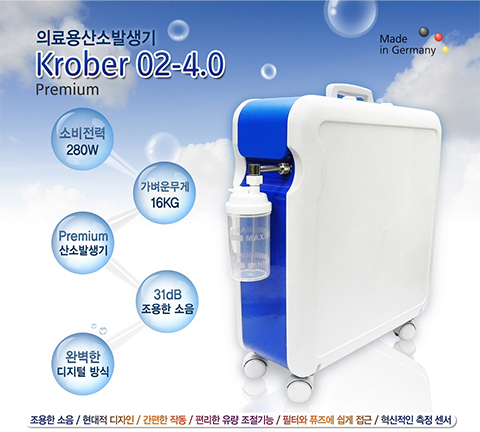 의료용산소발생기
Krober 02-4.0
Premium
Made
in Germany
소비전력
280W
가벼운무게
16KG
Premium
산소발생기
31dB
조용한 소음
완벽한
디지털 방식
조용한 소음 / 현대적 디자인 / 간편한 작동 / 편리한 유량 조절기능 / 필터와 퓨즈에 쉽게 접근 / 혁신적인 측정 센서